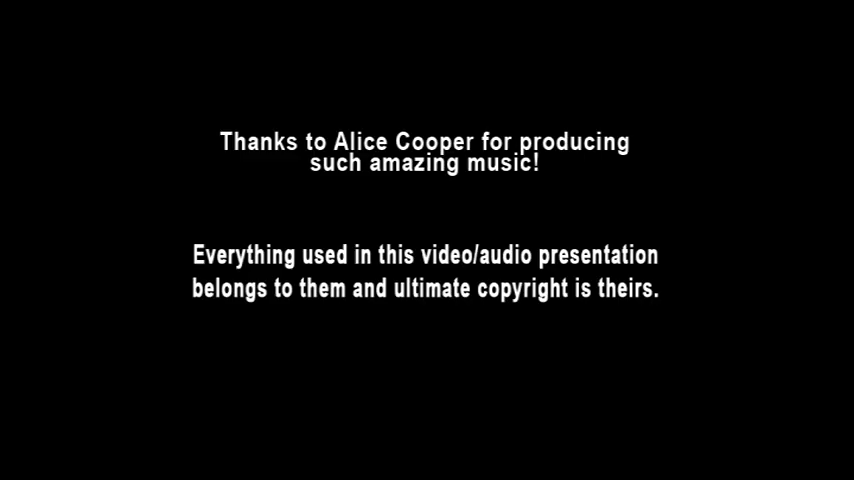 Thanks to Alice Cooper for producing
such amazing music!
Everything used in this video/audio presentation
belongs to them and ultimate copyright is theirs.